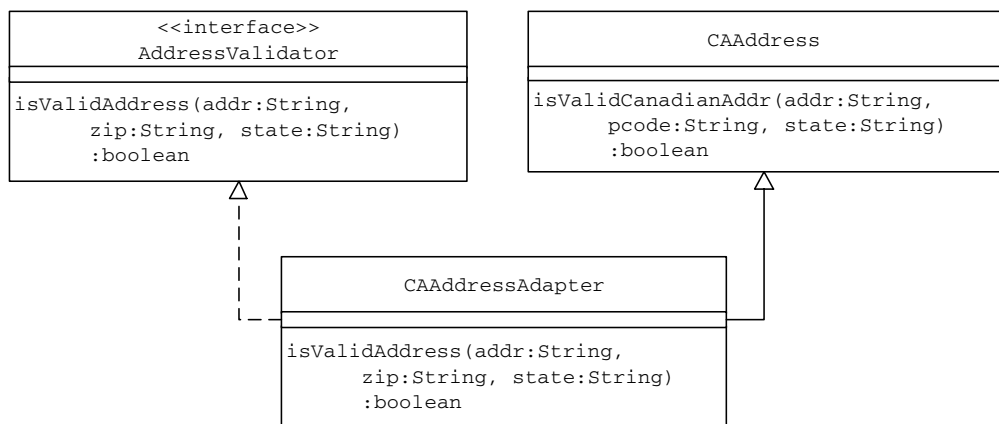 <<interface>>
AddressValidator
isValidAddress(addr:String,
zip:String, state:String)
:boolean
CAAddress
isValidCanadianAddr(addr:String,
pcode:String, state:String)
:boolean
CAAddressAdapter
isValidAddress(addr:String,
zip:String, state:String)
:boolean